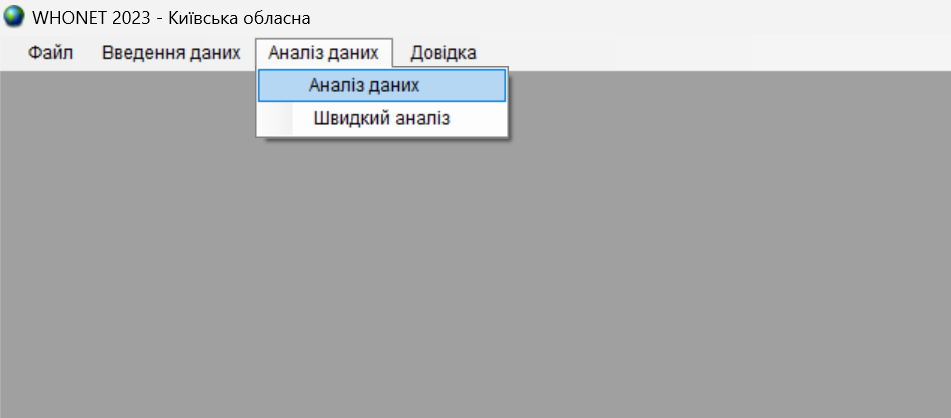 WHONET 2023 - Київська обласна
Файл Введення даних Аналіз даних Довідка
Аналіз даних
Швидкий аналіз